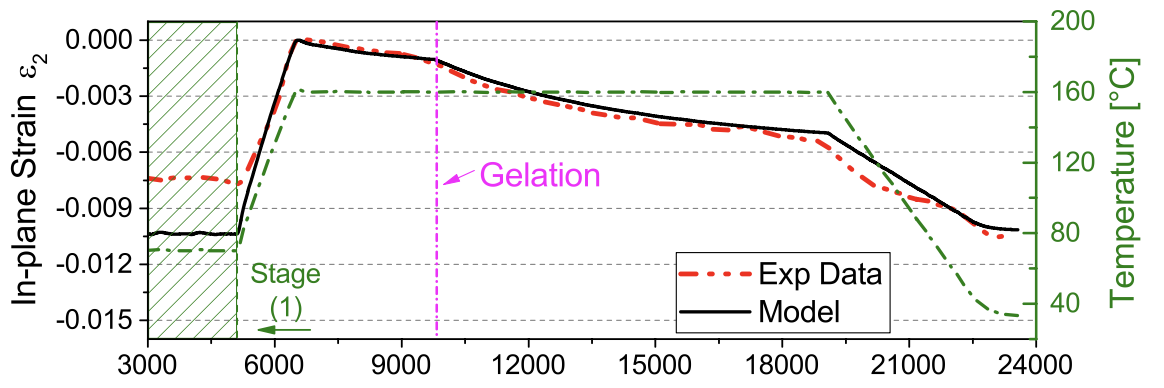 In-plane Strain ε₂
0.000
-0.003
-0.006
-0.009
-0.012
-0.015
Gelation
Stage
(1)
Exp Data
Model
200
160
120
80
40
Temperature [°C]
3000 6000 9000 12000 15000 18000 21000 24000